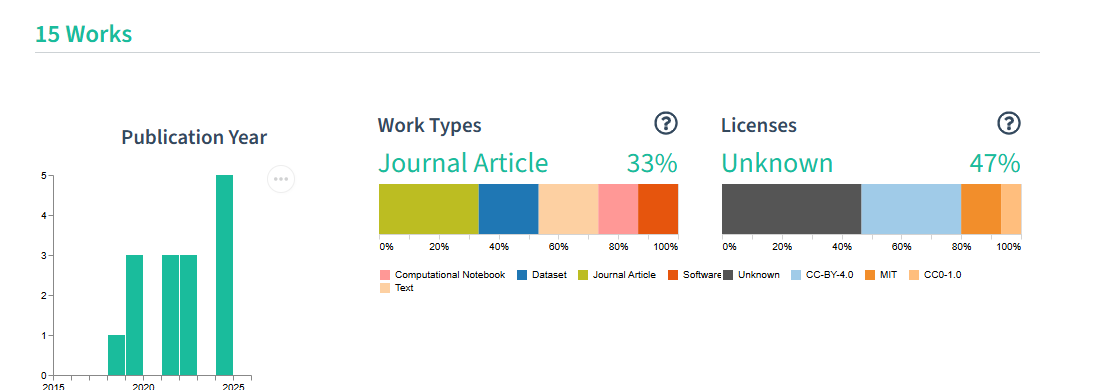 15 Works
Publication Year
5
4
3
2
1
0
2015 2020 2025
Work Types
Journal Article 33%
0% 20% 40% 60% 80% 100%
Computational Notebook Dataset Journal Article Software
Text
Licenses
Unknown 47%
0% 20% 40% 60% 80% 100%
Unknown CC-BY-4.0 MIT CC0-1.0